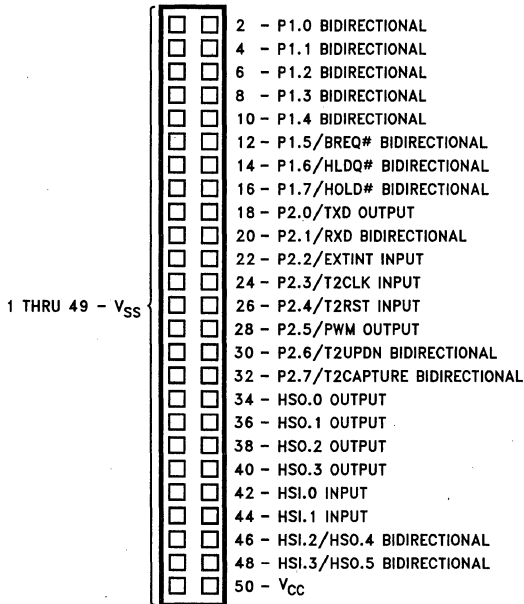 2 - P1.0 BIDIRECTIONAL
4 - P1.1 BIDIRECTIONAL
6 - P1.2 BIDIRECTIONAL
8 - P1.3 BIDIRECTIONAL
10 - P1.4 BIDIRECTIONAL
12 - P1.5/BREQ# BIDIRECTIONAL
14 - P1.6/HLDQ# BIDIRECTIONAL
16 - P1.7/HOLD# BIDIRECTIONAL
18 - P2.0/TXD OUTPUT
20 - P2.1/RXD BIDIRECTIONAL
22 - P2.2/EXTINT INPUT
24 - P2.3/T2CLK INPUT
26 - P2.4/T2RST INPUT
1 THRU 49 - VSS
28 - P2.5/PWM OUTPUT
30 - P2.6/T2UPDN BIDIRECTIONAL
32 - P2.7/T2CAPTURE BIDIRECTIONAL
34 - HSO.0 OUTPUT
36 - HSO.1 OUTPUT
38 - HSO.2 OUTPUT
40 - HSO.3 OUTPUT
42 - HSI.0 INPUT
44 - HSI.1 INPUT
46 - HSI.2/HSO.4 BIDIRECTIONAL
48 - HSI.3/HSO.5 BIDIRECTIONAL
50 - VCC